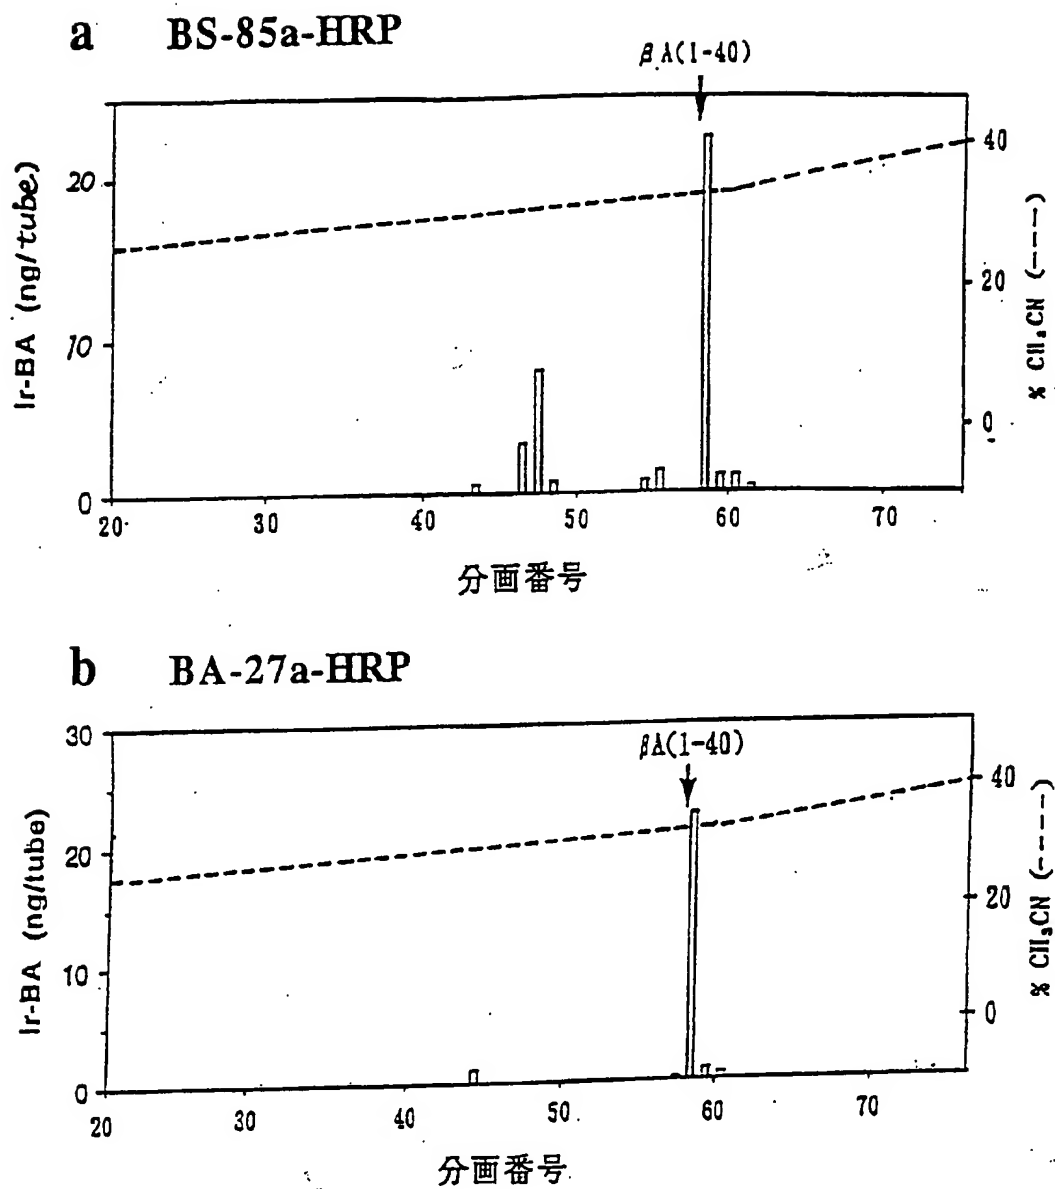 a BS-85a-HRP
βA(1-40)
Ir-BA (ng/tube)
20
10
0
40
20
0
% CH₃CN (----)
20 30 40 50 60 70
分画番号
b BA-27a-HRP
βA(1-40)
Ir-BA (ng/tube)
30
20
10
0
40
20
0
% CH₃CN (-----)
20 30 40 50 60 70
分画番号